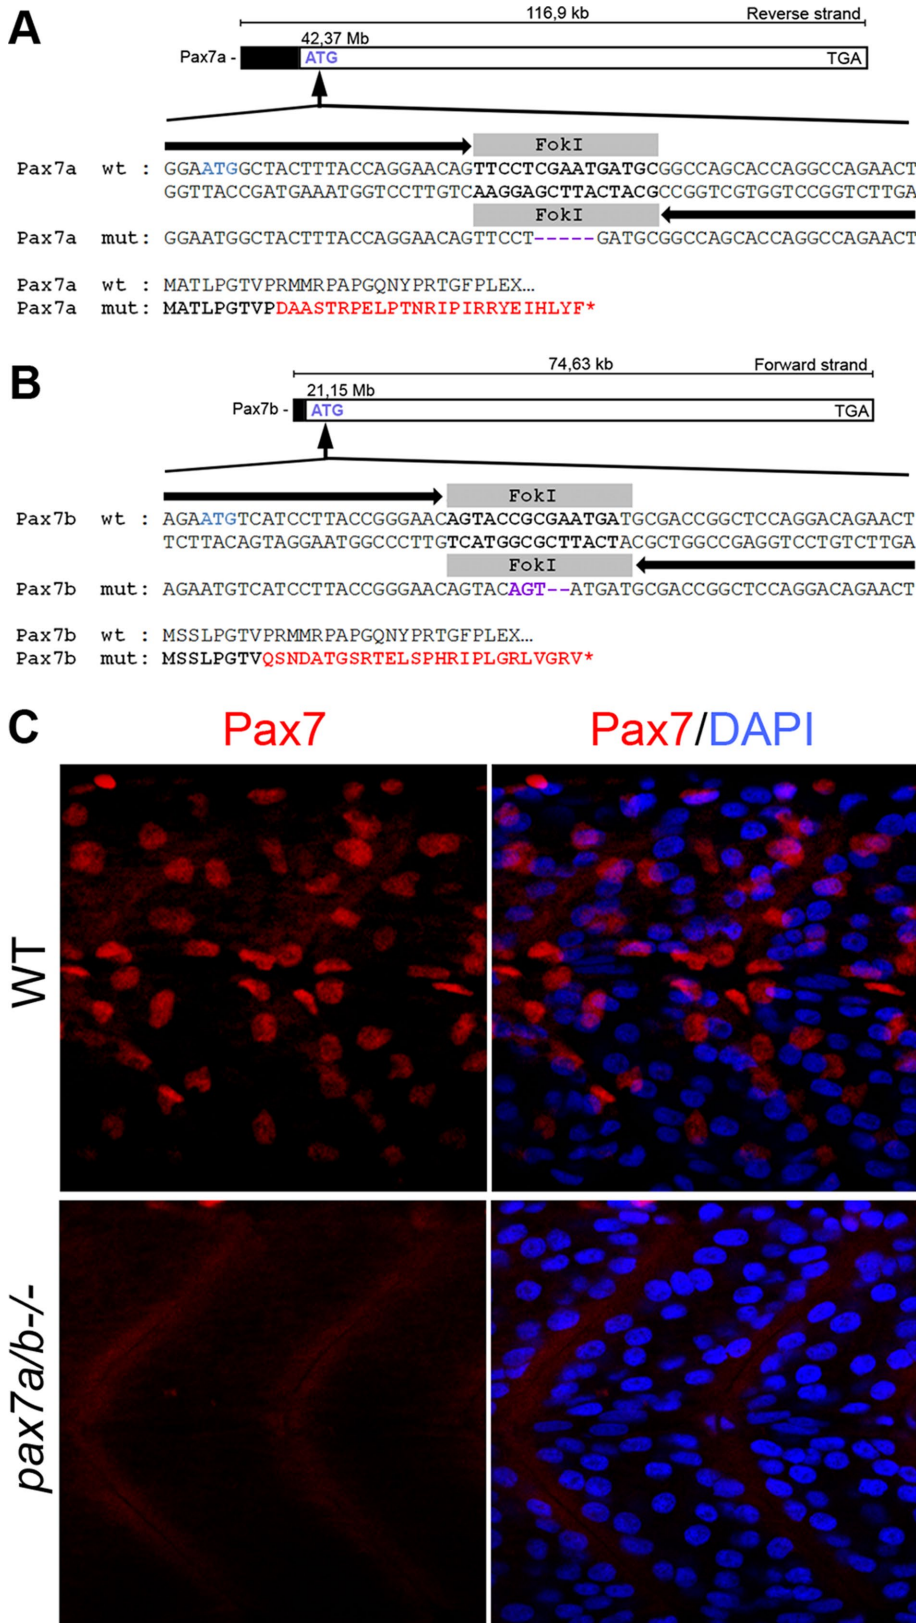 A
116,9 kb
Reverse strand
42,37 Mb
Pax7a - ATG TGA
FokI
Pax7a wt : GGAATGGCTACTTTACCAGGAACAGTTCCTCGAATGATGCGGCCAGCACCAGGCCAGAACT
GGTTACCGATGAAATGGTCCTTGTCAAGGAGCTTACTACGCCGGTCGTGGTCCGGTCTTGA
FokI
Pax7a mut: GGAATGGCTACTTTACCAGGAACAGTTCCT-----GATGCGGCCAGCACCAGGCCAGAACT
Pax7a wt : MATLPGTVPRMMRPAPGQNYPRTGFPLEX...
Pax7a mut: MATLPGTVPDAASTRPELPTNRIPIRRYEIHLYF*
B
74,63 kb
Forward strand
21,15 Mb
Pax7b - ATG TGA
FokI
Pax7b wt : AGAATGTCATCCTTACCGGGAACAGTACCGCGAATGATGCGACCGGCTCCAGGACAGAACT
TCTTACAGTAGGAATGGCCCTTGTCATGGCGCTTACTACGCTGGCCGAGGTCCTGTCTTGA
FokI
Pax7b mut: AGAATGTCATCCTTACCGGGAACAGTACAGT--ATGATGCGACCGGCTCCAGGACAGAACT
Pax7b wt : MSSLPGTVPRMMRPAPGQNYPRTGFPLEX...
Pax7b mut: MSSLPGTVQSNDATGSRTELSPHRIPLGRLVGRV*
C
Pax7
Pax7/DAPI
WT
pax7a/b-/-